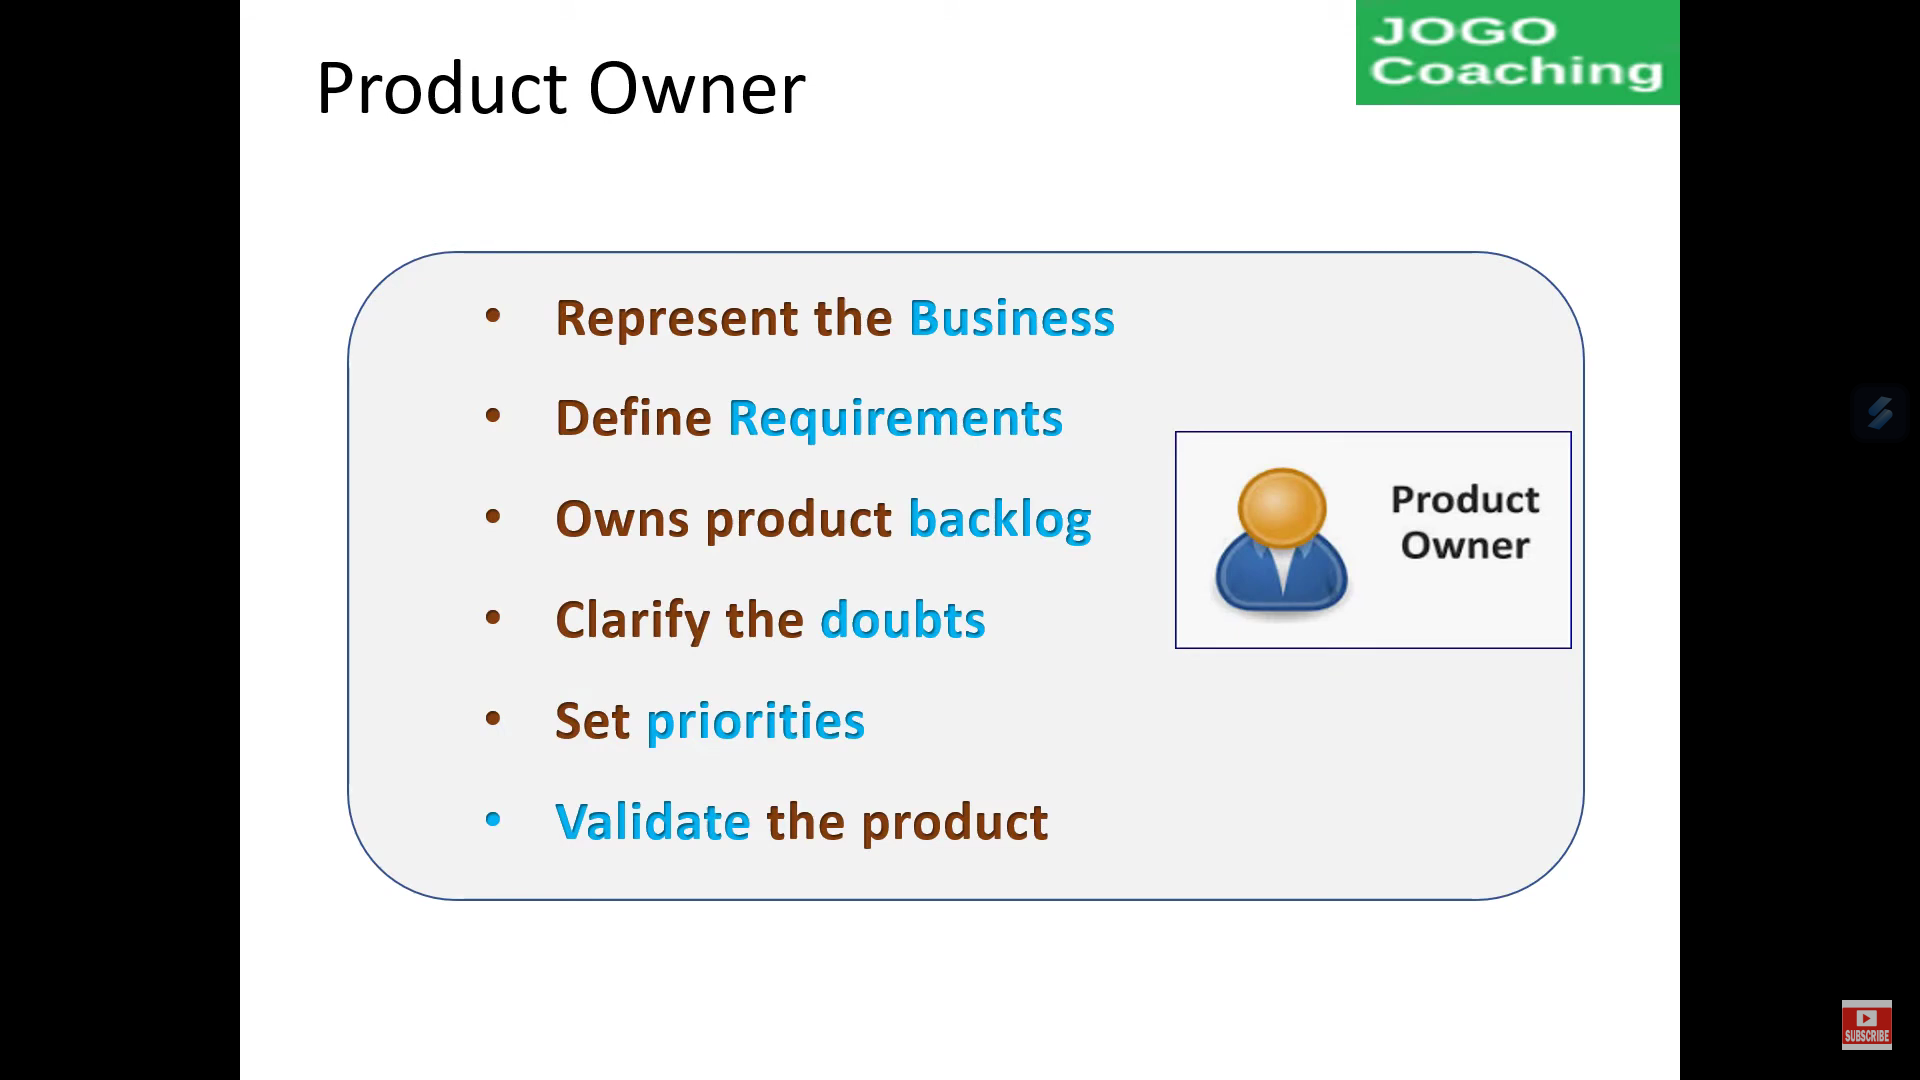 JOGO
Coaching
Product Owner
• Represent the Business
• Define Requirements
• Owns product backlog
• Clarify the doubts
• Set priorities
• Validate the product
Product
Owner
SUBSCRIBE